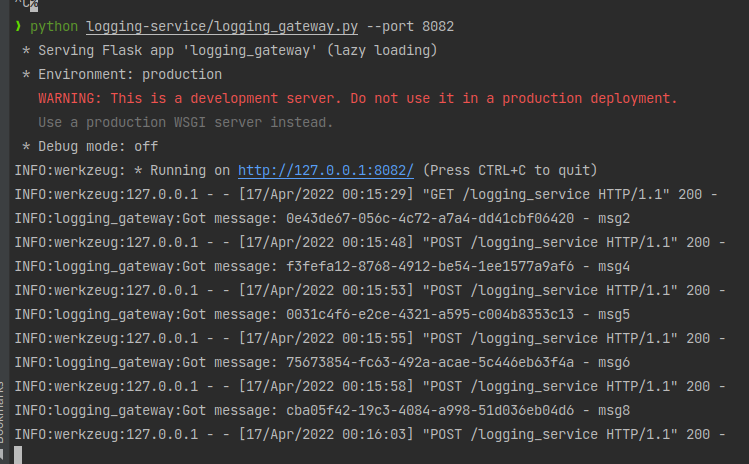 ^C%
❯ python logging-service/logging_gateway.py --port 8082
* Serving Flask app 'logging_gateway' (lazy loading)
* Environment: production
WARNING: This is a development server. Do not use it in a production deployment.
Use a production WSGI server instead.
* Debug mode: off
INFO:werkzeug: * Running on http://127.0.0.1:8082/ (Press CTRL+C to quit)
INFO:werkzeug:127.0.0.1 - - [17/Apr/2022 00:15:29] "GET /logging_service HTTP/1.1" 200 -
INFO:logging_gateway:Got message: 0e43de67-056c-4c72-a7a4-dd41cbf06420 - msg2
INFO:werkzeug:127.0.0.1 - - [17/Apr/2022 00:15:48] "POST /logging_service HTTP/1.1" 200 -
INFO:logging_gateway:Got message: f3fefa12-8768-4912-be54-1ee1577a9af6 - msg4
INFO:werkzeug:127.0.0.1 - - [17/Apr/2022 00:15:53] "POST /logging_service HTTP/1.1" 200 -
INFO:logging_gateway:Got message: 0031c4f6-e2ce-4321-a595-c004b8353c13 - msg5
INFO:werkzeug:127.0.0.1 - - [17/Apr/2022 00:15:55] "POST /logging_service HTTP/1.1" 200 -
INFO:logging_gateway:Got message: 75673854-fc63-492a-acae-5c446eb63f4a - msg6
INFO:werkzeug:127.0.0.1 - - [17/Apr/2022 00:15:58] "POST /logging_service HTTP/1.1" 200 -
INFO:logging_gateway:Got message: cba05f42-19c3-4084-a998-51d036eb04d6 - msg8
INFO:werkzeug:127.0.0.1 - - [17/Apr/2022 00:16:03] "POST /logging_service HTTP/1.1" 200 -